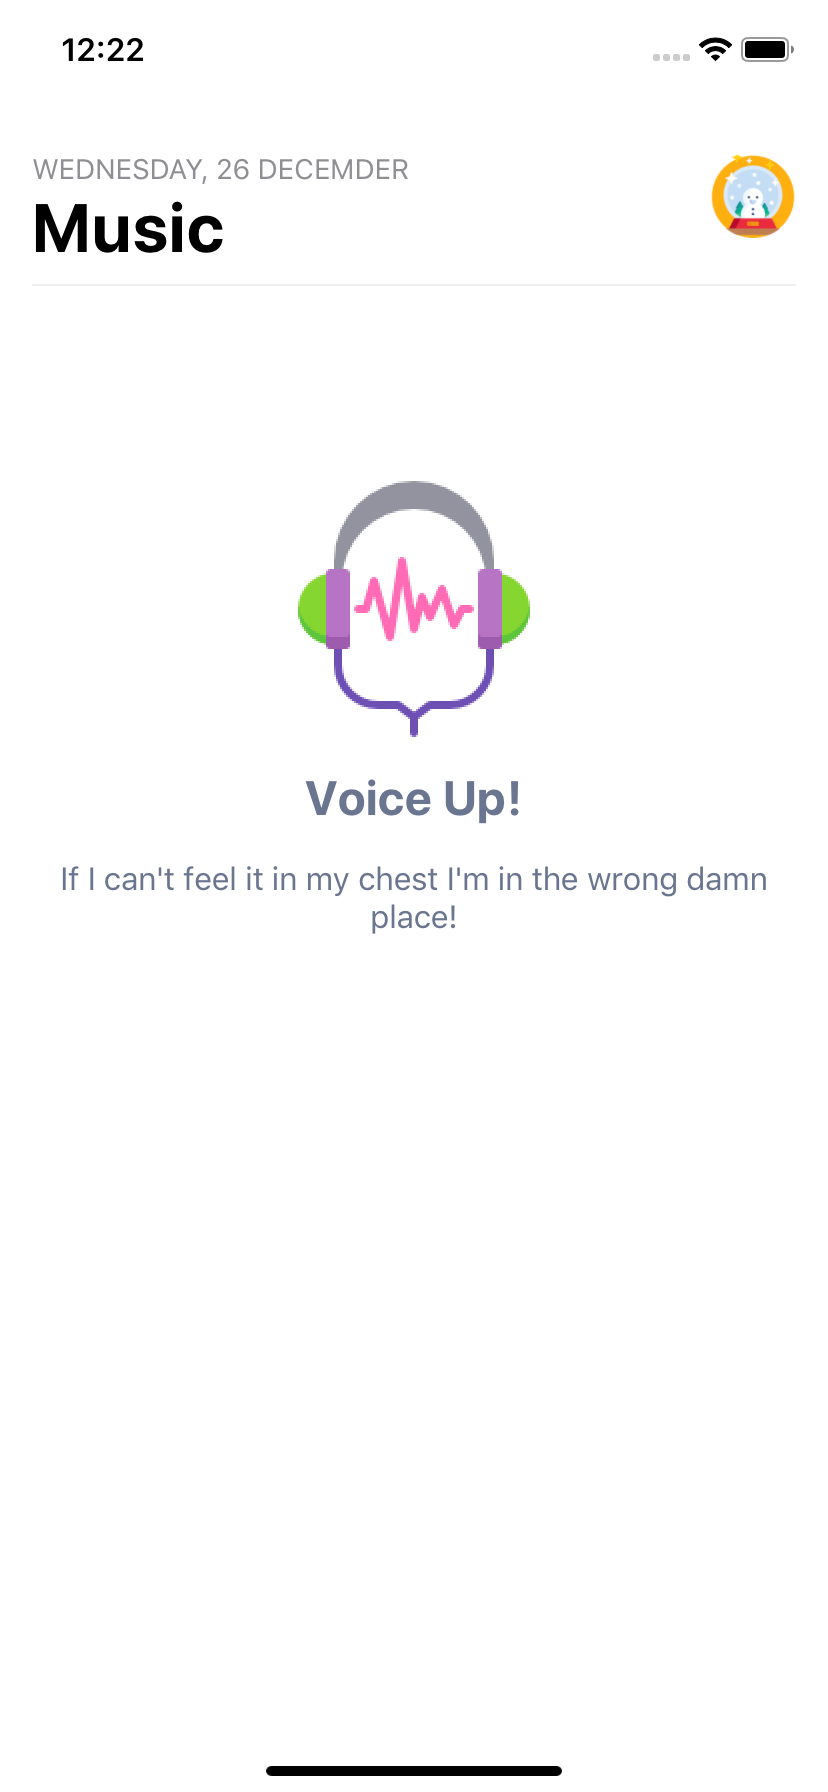 12:22
WEDNESDAY, 26 DECEMDER
Music
Voice Up!
If I can't feel it in my chest I'm in the wrong damn
place!